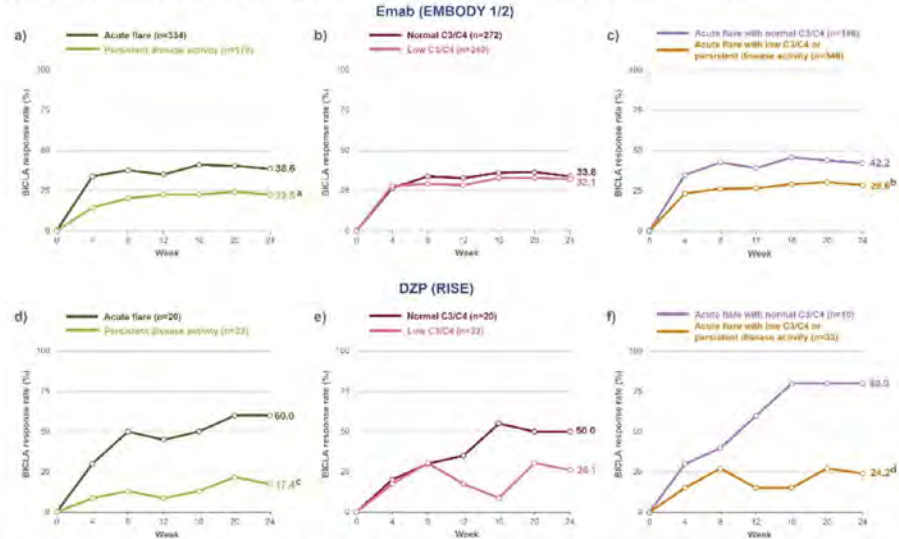 Emab (EMBODY 1/2)
a)
Acute flare (n=334)
Persistent disease activity
BICLA response rate (%)
100
75
50
25
0
38.6
22.5ᵃ
0 4 8 12 16 20 24
Week
b)
Normal C3/C4 (n=272)
Low C3/C4 (n=240)
BICLA response rate (%)
100
75
50
25
0
33.8
32.1
0 4 8 12 16 20 24
Week
c)
Acute flare with normal C3/C4
Acute flare with low C3/C4 or
persistent disease activity
BICLA response rate (%)
100
75
50
25
0
42.2
28.6ᵇ
0 4 8 12 16 20 24
Week
DZP (RISE)
d)
Acute flare (n=20)
Persistent disease activity
BICLA response rate (%)
100
75
50
25
0
60.0
17.4ᶜ
0 4 8 12 16 20 24
Week
e)
Normal C3/C4 (n=20)
Low C3/C4
BICLA response rate (%)
100
75
50
25
0
50.0
26.1
0 4 8 12 16 20 24
Week
f)
Acute flare with normal C3/C4 (n=10)
Acute flare with low C3/C4 or
persistent disease activity (n=33)
BICLA response rate (%)
100
75
50
25
0
80.0
24.2ᵈ
0 4 8 12 16 20 24
Week